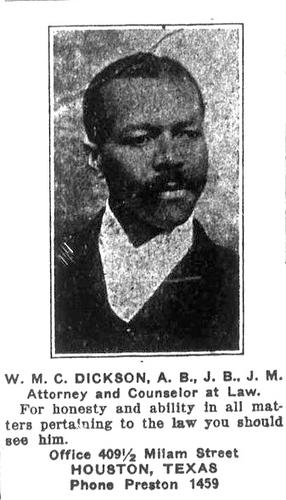 W. M. C. DICKSON, A. B., J. B., J. M.
Attorney and Counselor at Law.
For honesty and ability in all mat-
ters pertaining to the law you should
see him.
Office 409½ Milam Street
HOUSTON, TEXAS
Phone Preston 1459